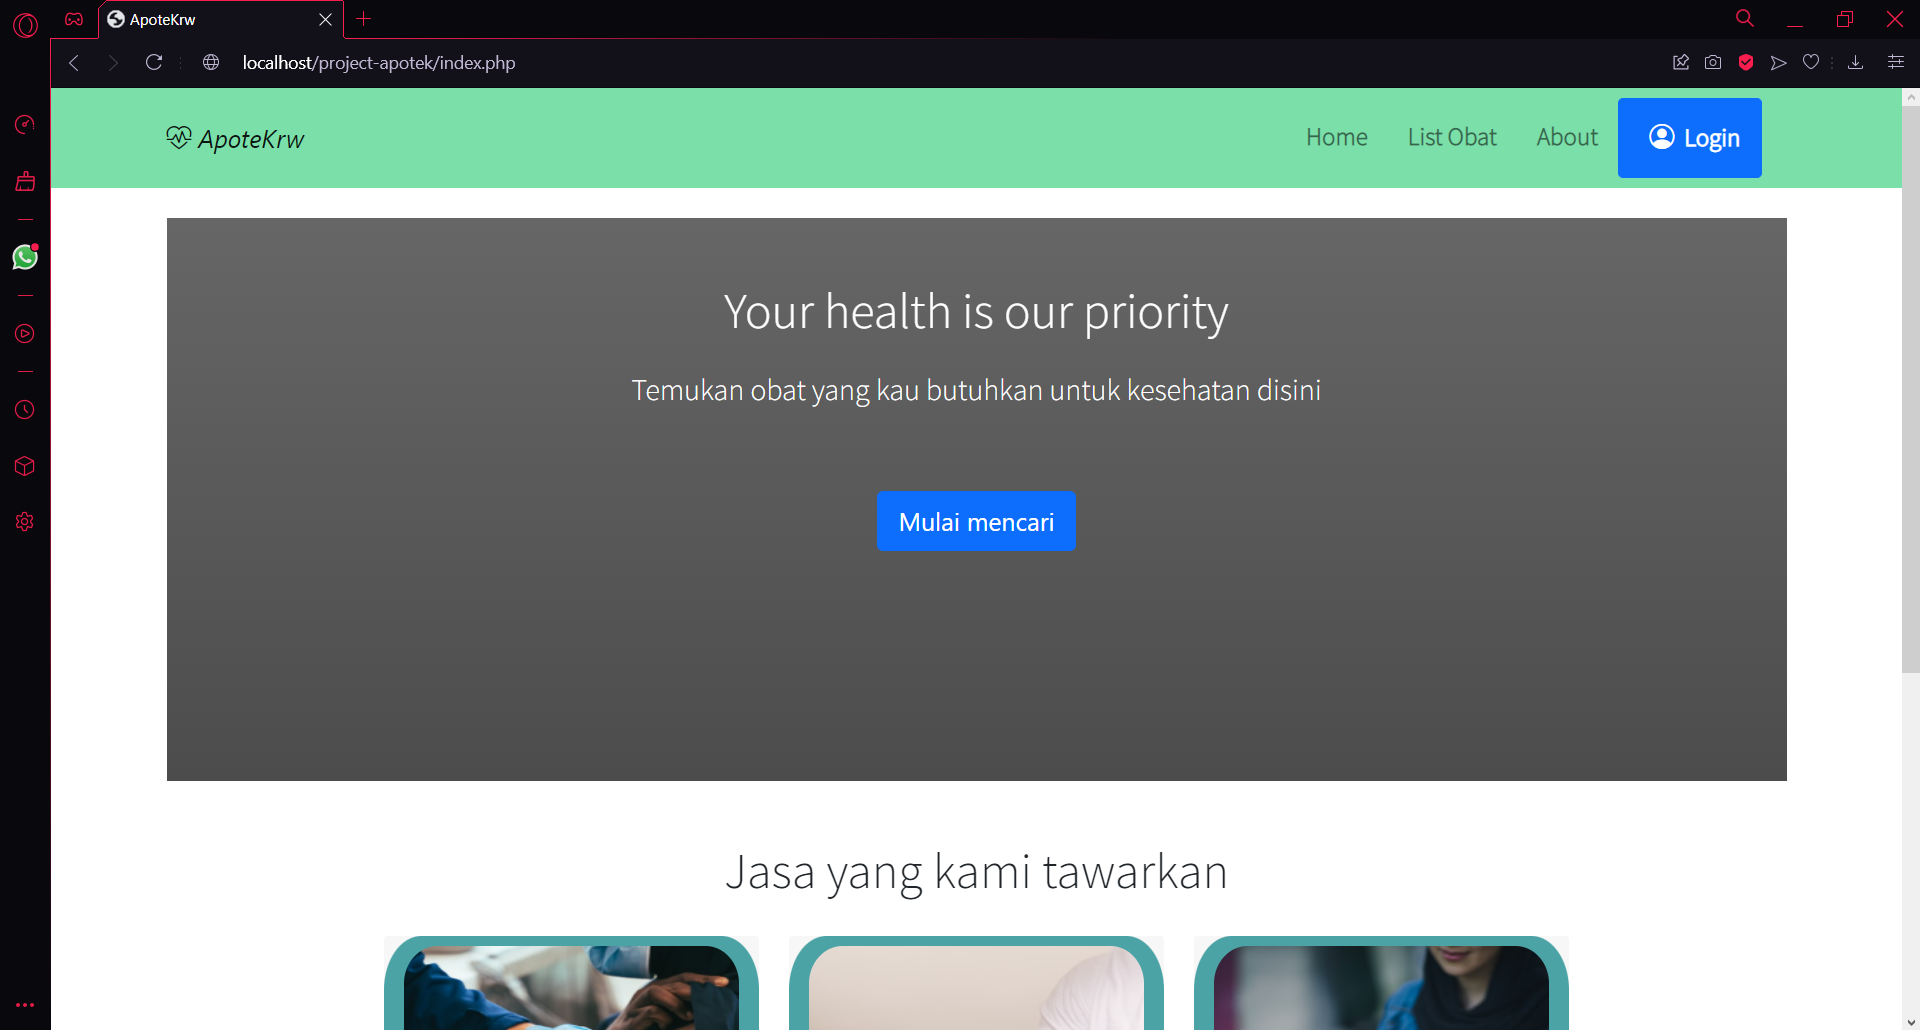 ApoteKrw
localhost/project-apotek/index.php
ApoteKrw
Home
List Obat
About
Login
Your health is our priority
Temukan obat yang kau butuhkan untuk kesehatan disini
Mulai mencari
Jasa yang kami tawarkan